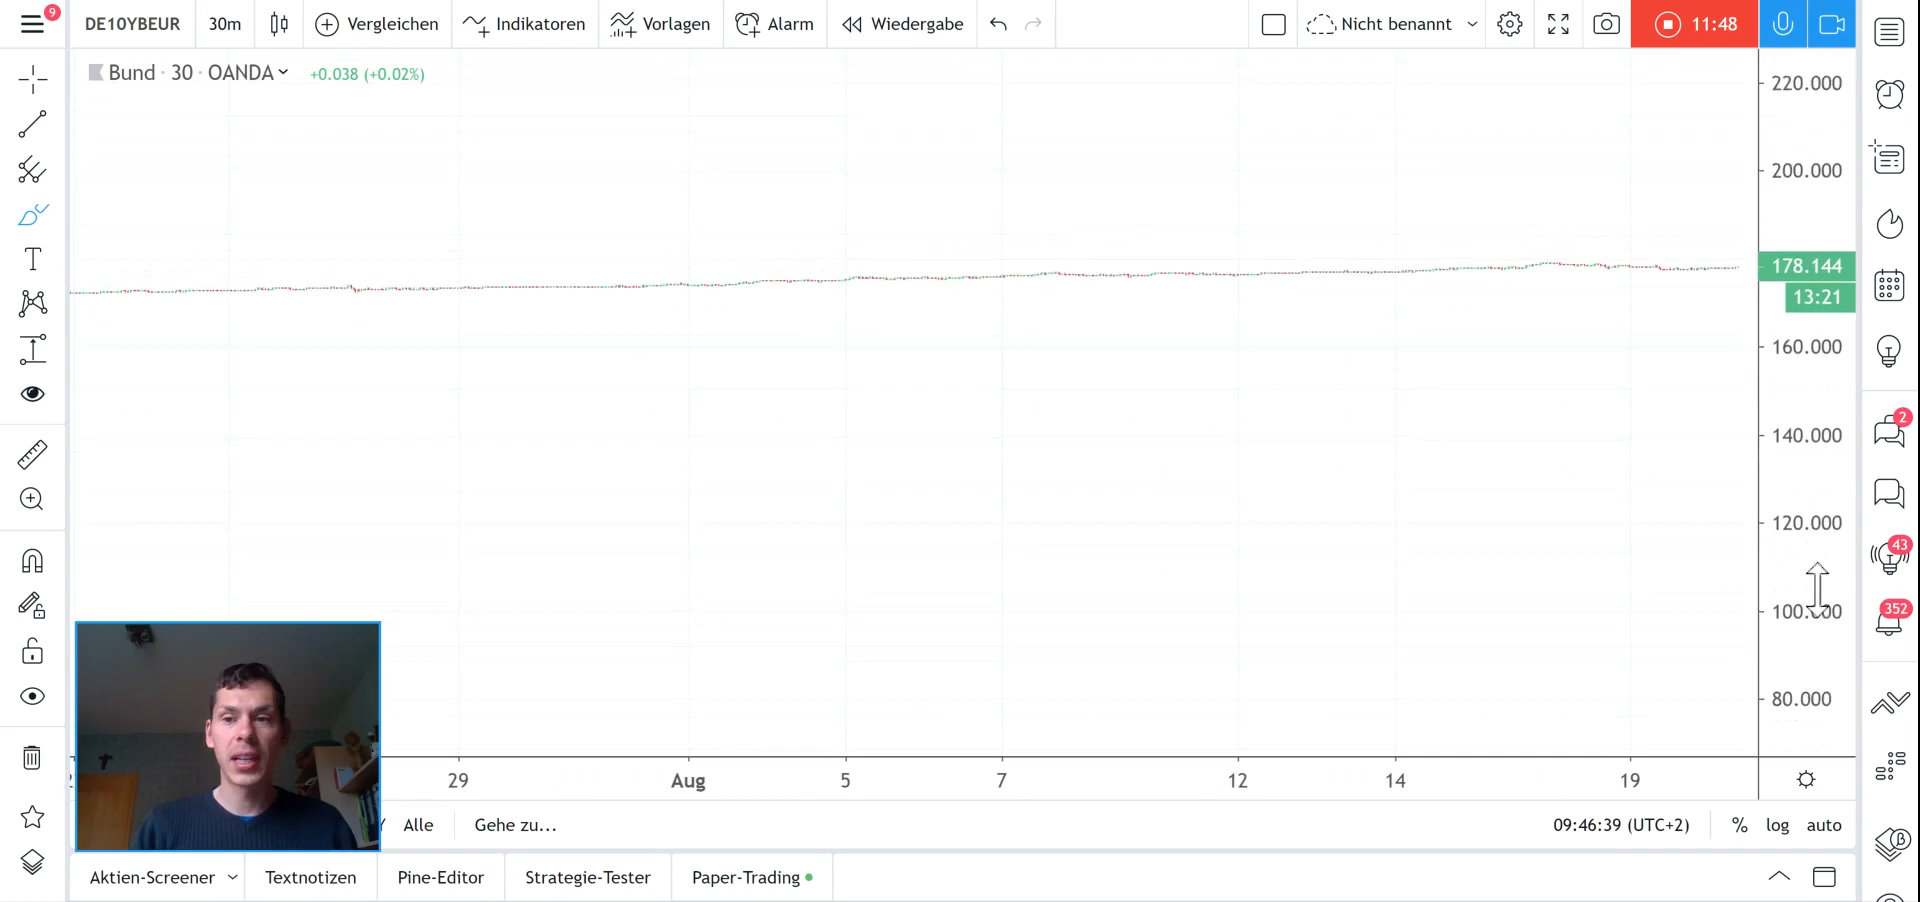 9
DE10YBEUR
30m
Vergleichen
Indikatoren
Vorlagen
Alarm
Wiedergabe
Nicht benannt
11:48
Bund · 30 · OANDA
+0.038 (+0.02%)
220.000
200.000
178.144
13:21
160.000
140.000
120.000
100.000
80.000
2
43
352
29
Aug
5
7
12
14
19
Alle
Gehe zu...
09:46:39 (UTC+2)
%
log
auto
Aktien-Screener
Textnotizen
Pine-Editor
Strategie-Tester
Paper-Trading